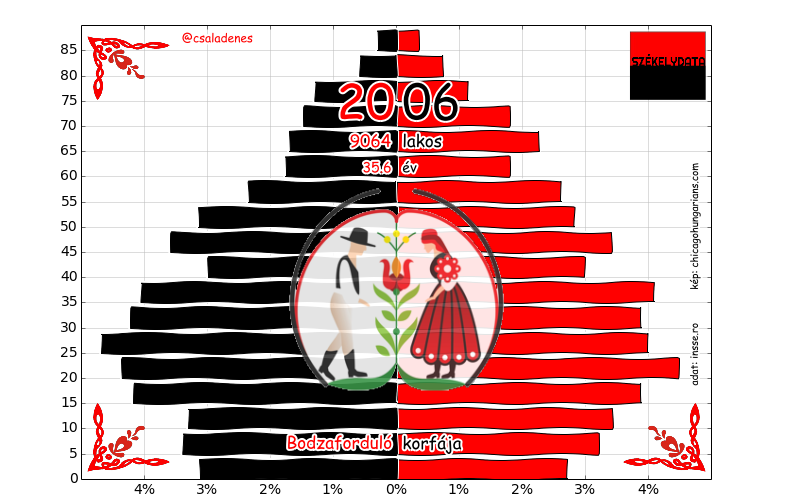 @csaladenes
SZÉKELYDATA
2006
9064 lakos
35.6 év
kép: chicagohungarians.com
adat: insse.ro
Bodzaforduló korfája
85
80
75
70
65
60
55
50
45
40
35
30
25
20
15
10
5
0
4% 3% 2% 1% 0% 1% 2% 3% 4%